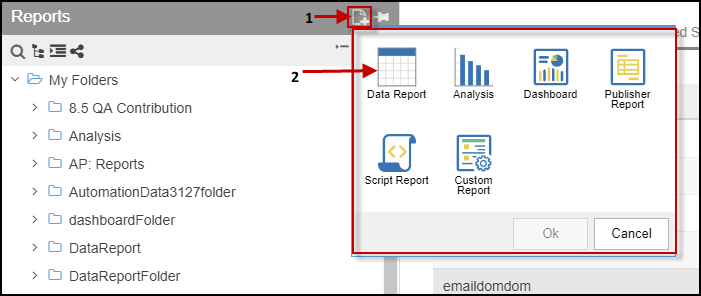 Reports
1
2
Data Report
Analysis
Dashboard
Publisher
Report
Script Report
Custom
Report
Ok
Cancel
My Folders
8.5 QA Contribution
Analysis
AP: Reports
AutomationData3127folder
dashboardFolder
DataReport
DataReportFolder
ed S
emaildomdom